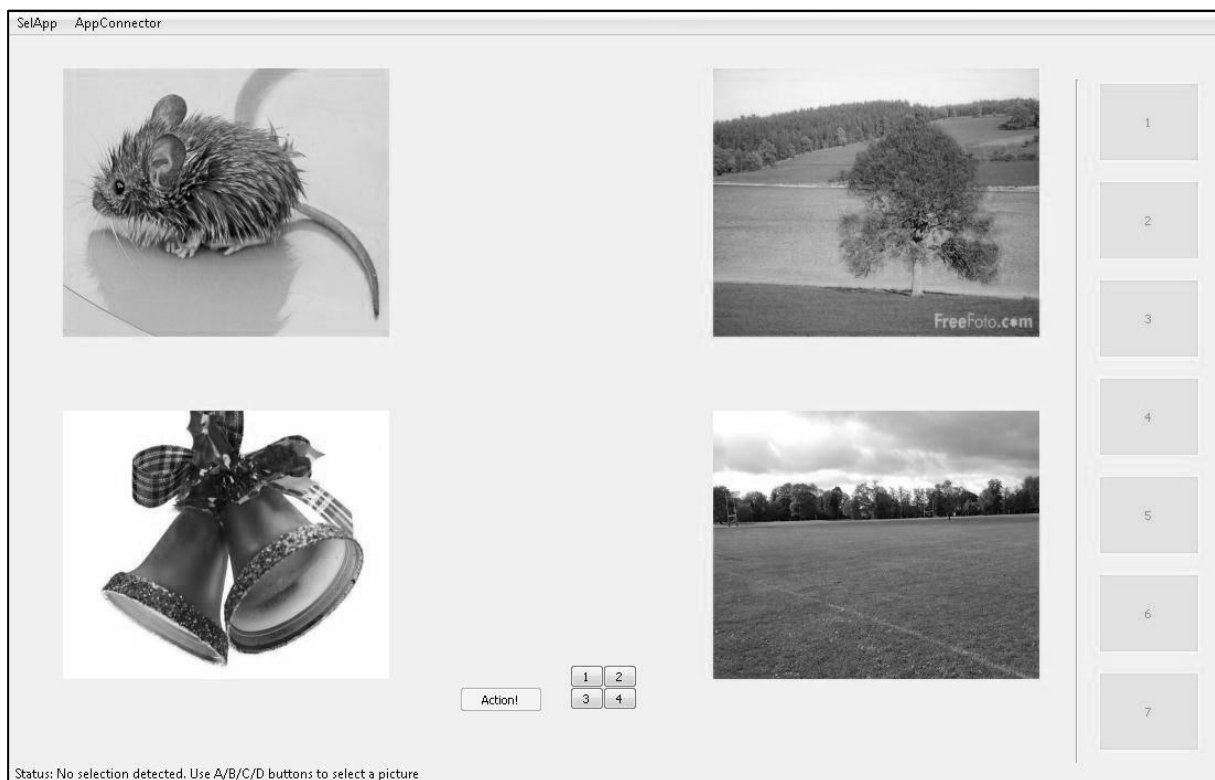 SelApp AppConnector
FreeFoto.com
1
2
3
4
5
6
7
1 2
3 4
Action!
Status: No selection detected. Use A/B/C/D buttons to select a picture